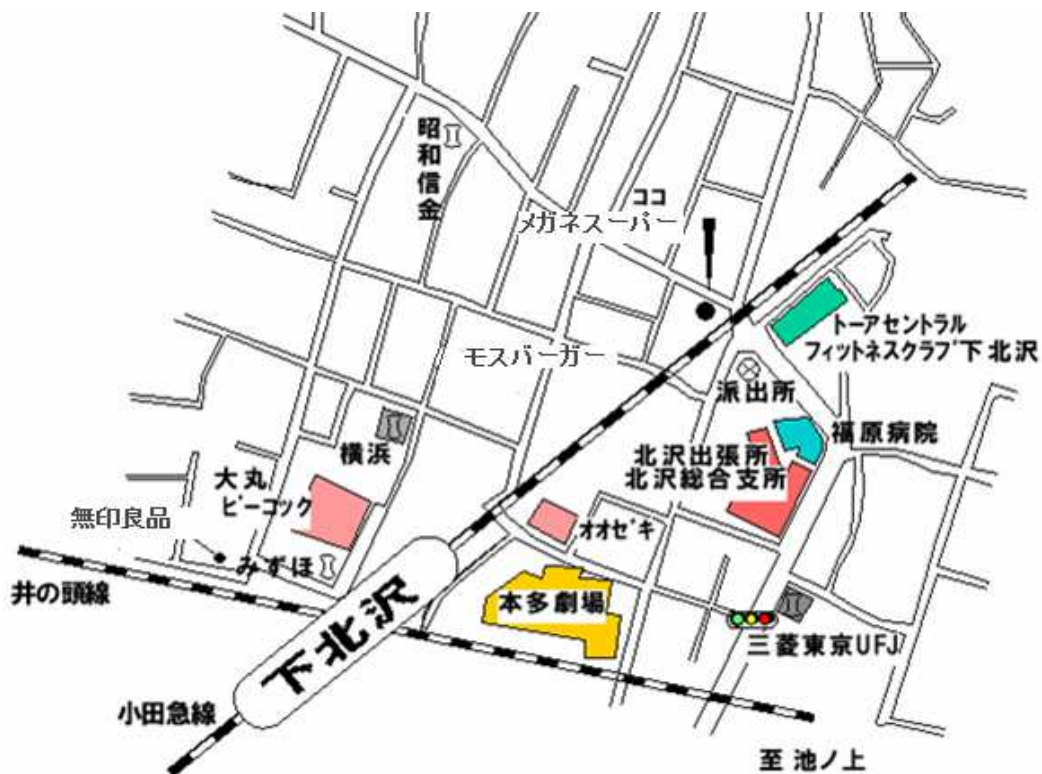 昭和信金
ココ
メガネスーパー
トーアセントラル
フィットネスクラブ下北沢
モスバーガー
派出所
福原病院
横浜
北沢出張所
北沢総合支所
大丸
ピーコック
無印良品
オオゼキ
みずほ
井の頭線
本多劇場
下北沢
三菱東京UFJ
小田急線
至 池ノ上